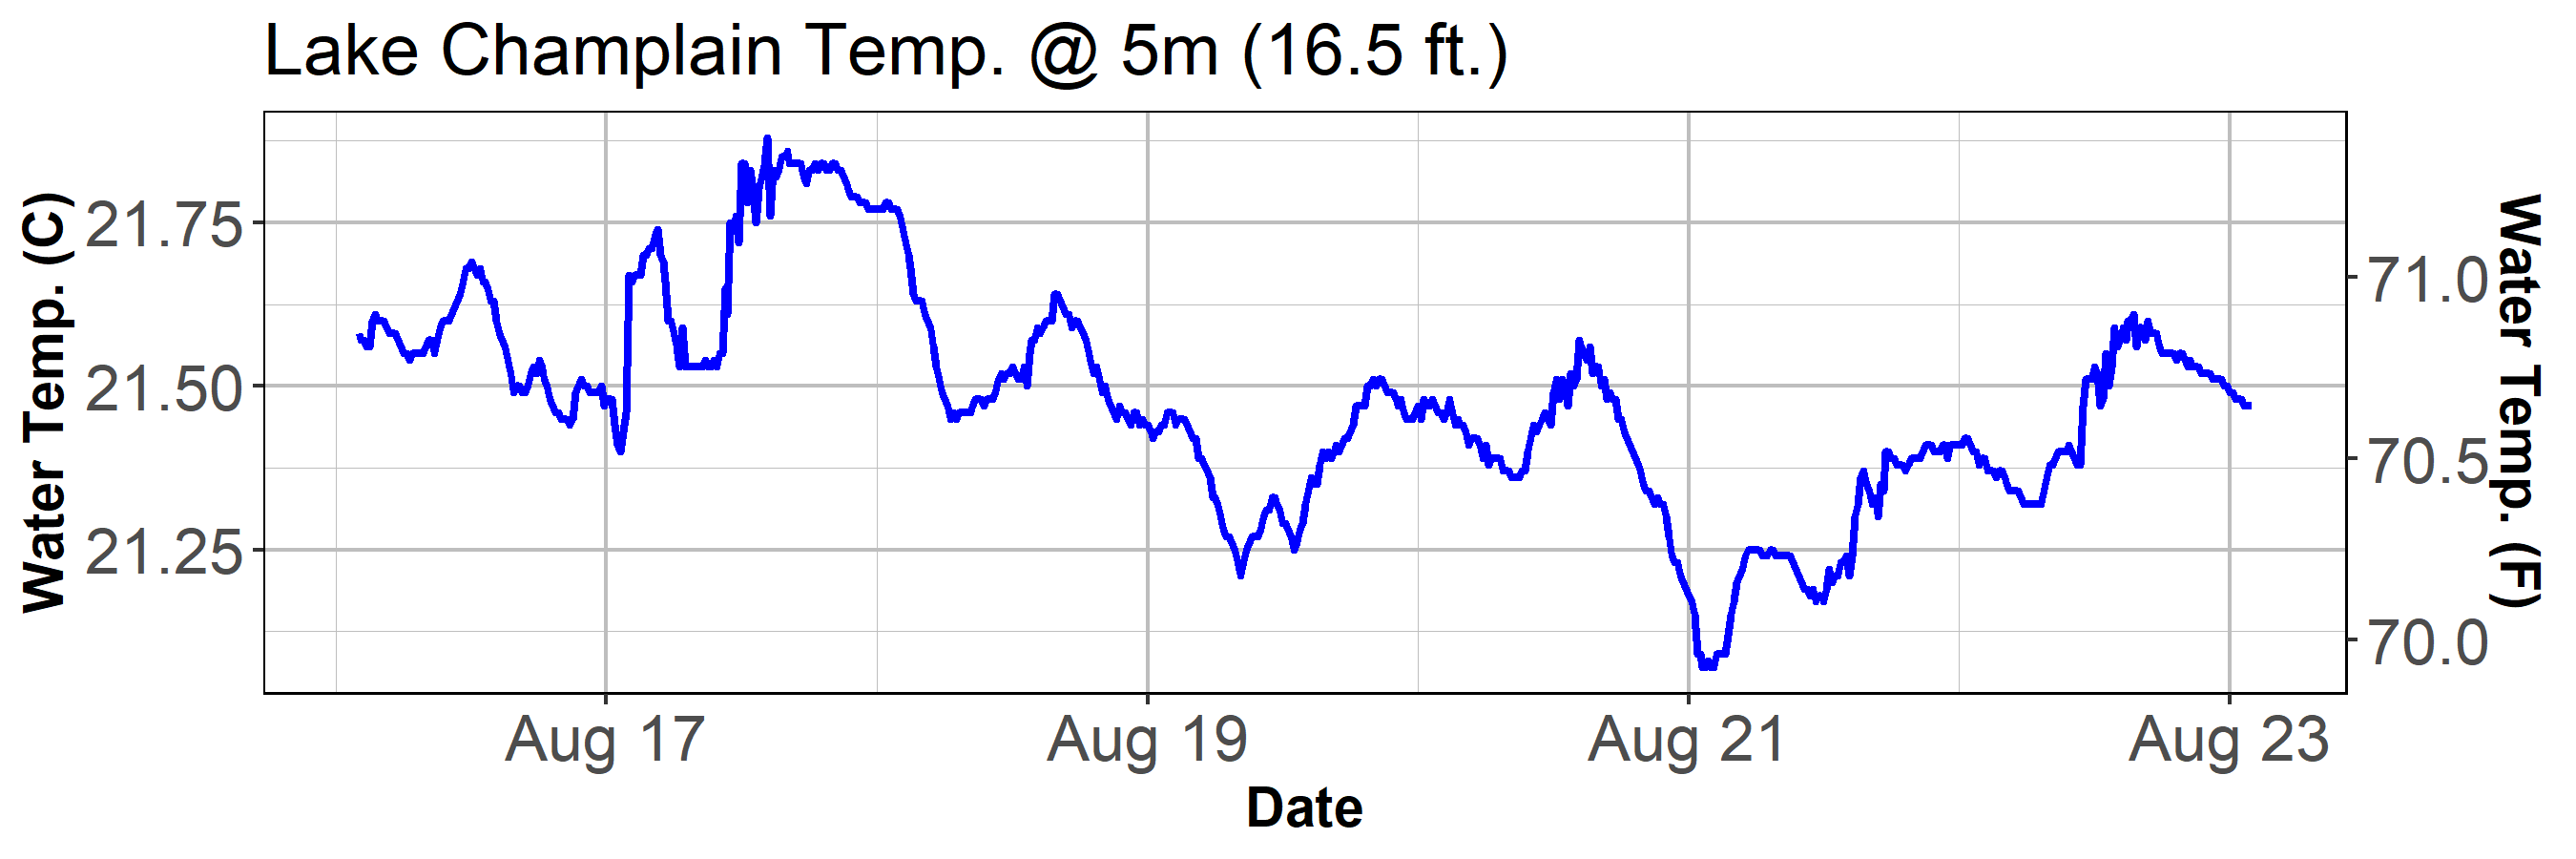 Lake Champlain Temp. @ 5m (16.5 ft.)
Water Temp. (C)
21.75
21.50
21.25
71.0
70.5
70.0
Water Temp. (F)
Aug 17
Aug 19
Aug 21
Aug 23
Date